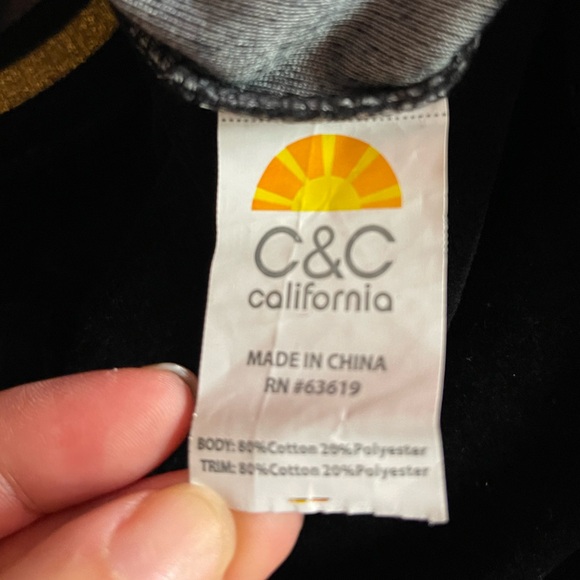 C&C
california
MADE IN CHINA
RN #63619
BODY: 80%Cotton 20%Polyester
TRIM: 80%Cotton 20%Polyester